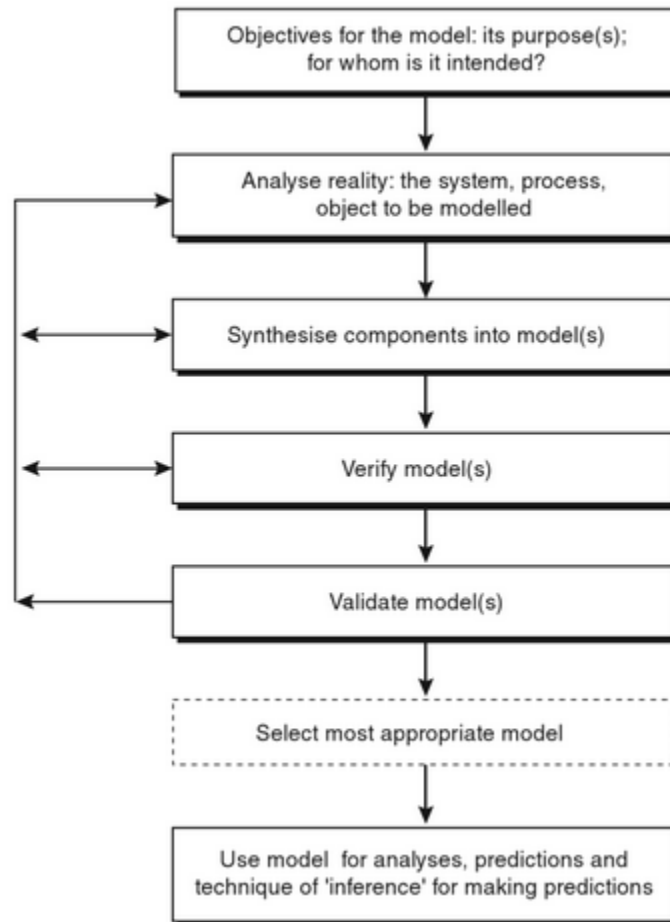 Objectives for the model: its purpose(s);
for whom is it intended?
Analyse reality: the system, process,
object to be modelled
Synthesise components into model(s)
Verify model(s)
Validate model(s)
Select most appropriate model
Use model for analyses, predictions and
technique of 'inference' for making predictions